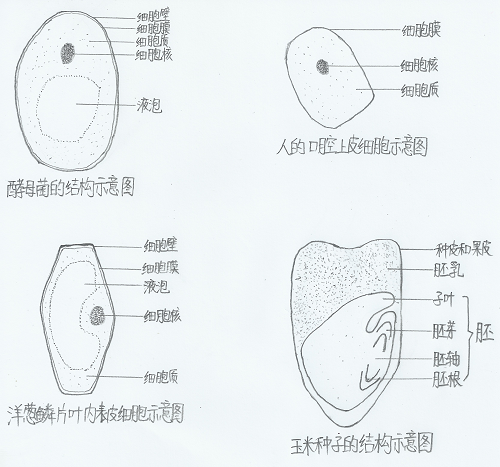 细胞壁
细胞膜
细胞质
细胞核
液泡
酵母菌的结构示意图
细胞膜
细胞核
细胞质
人的口腔上皮细胞示意图
细胞壁
细胞膜
液泡
细胞核
细胞质
洋葱鳞片叶内表皮细胞示意图
种皮和果皮
胚乳
子叶
胚芽
胚轴
胚根
胚
玉米种子的结构示意图